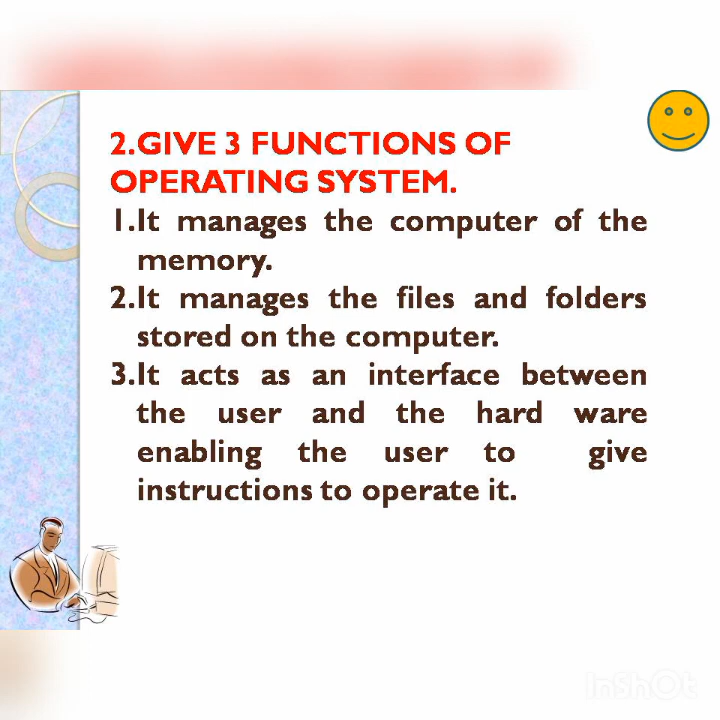 2.GIVE 3 FUNCTIONS OF
OPERATING SYSTEM.
1.It manages the computer of the
memory.
2.It manages the files and folders
stored on the computer.
3.It acts as an interface between
the user and the hard ware
enabling the user to give
instructions to operate it.
InShOt